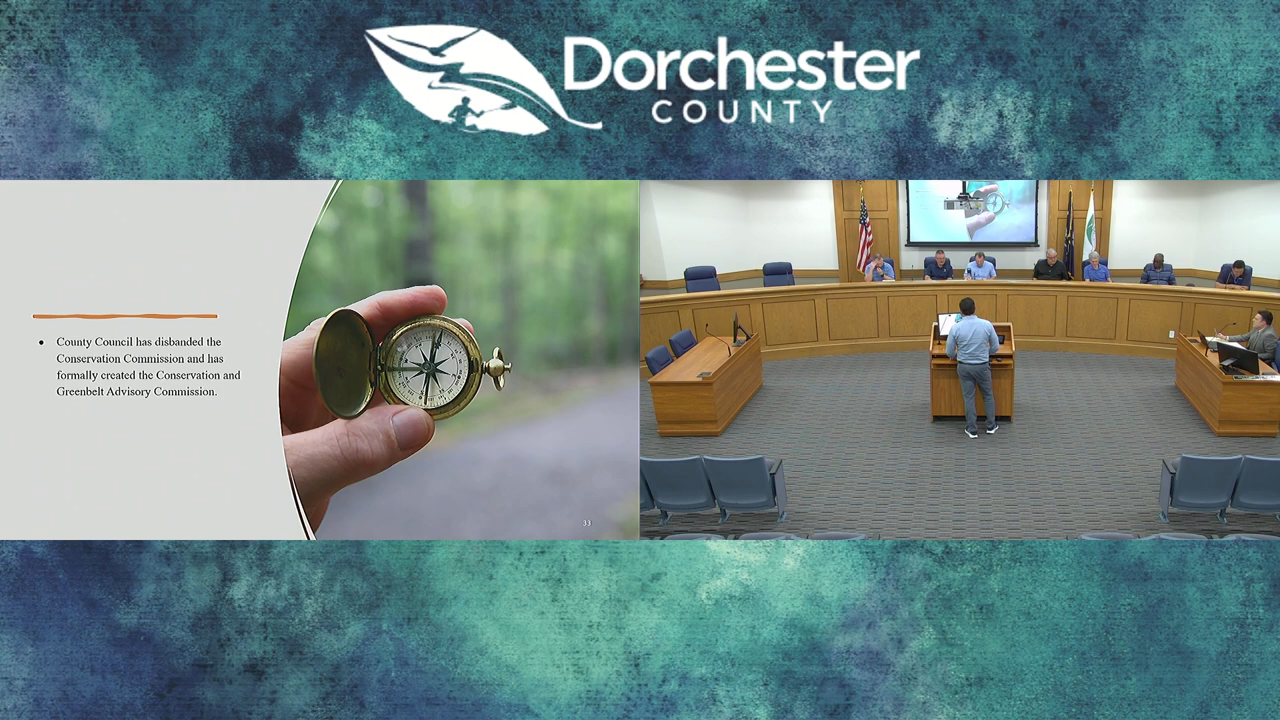 Dorchester
COUNTY
• County Council has disbanded the
Conservation Commission and has
formally created the Conservation and
Greenbelt Advisory Commission.
33